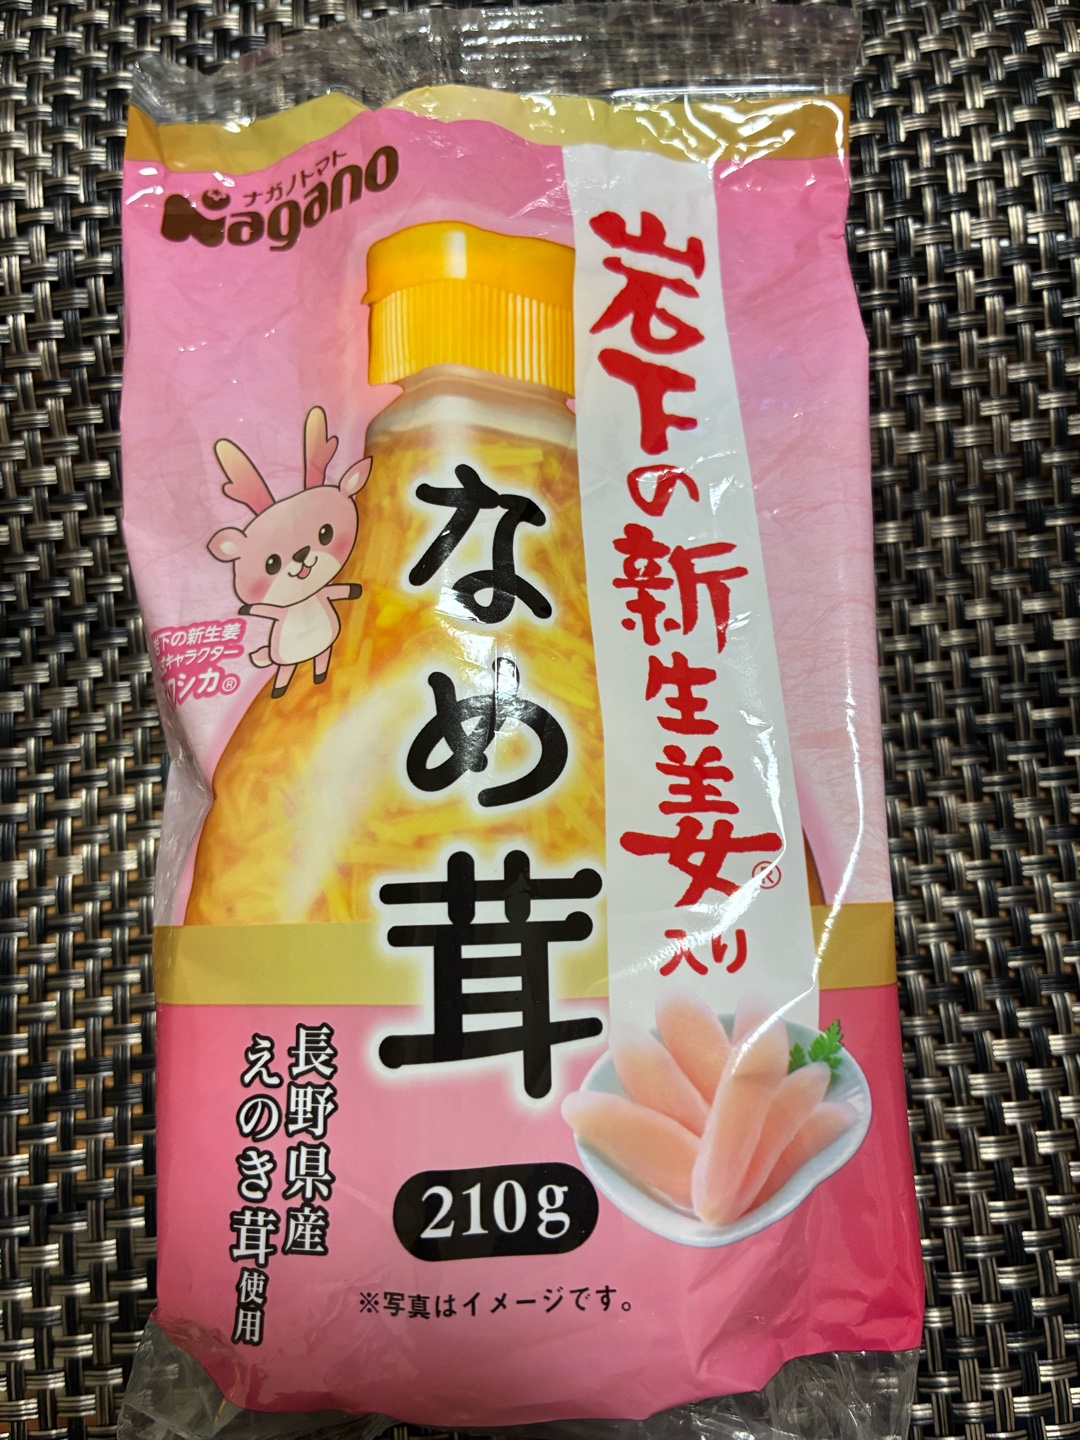 ナガノトマト
Nagano
岩下の新生姜®
入り
なめ茸
下の新生姜
キャラクター
シカ®
長野県産
えのき茸使用
210g
※写真はイメージです。